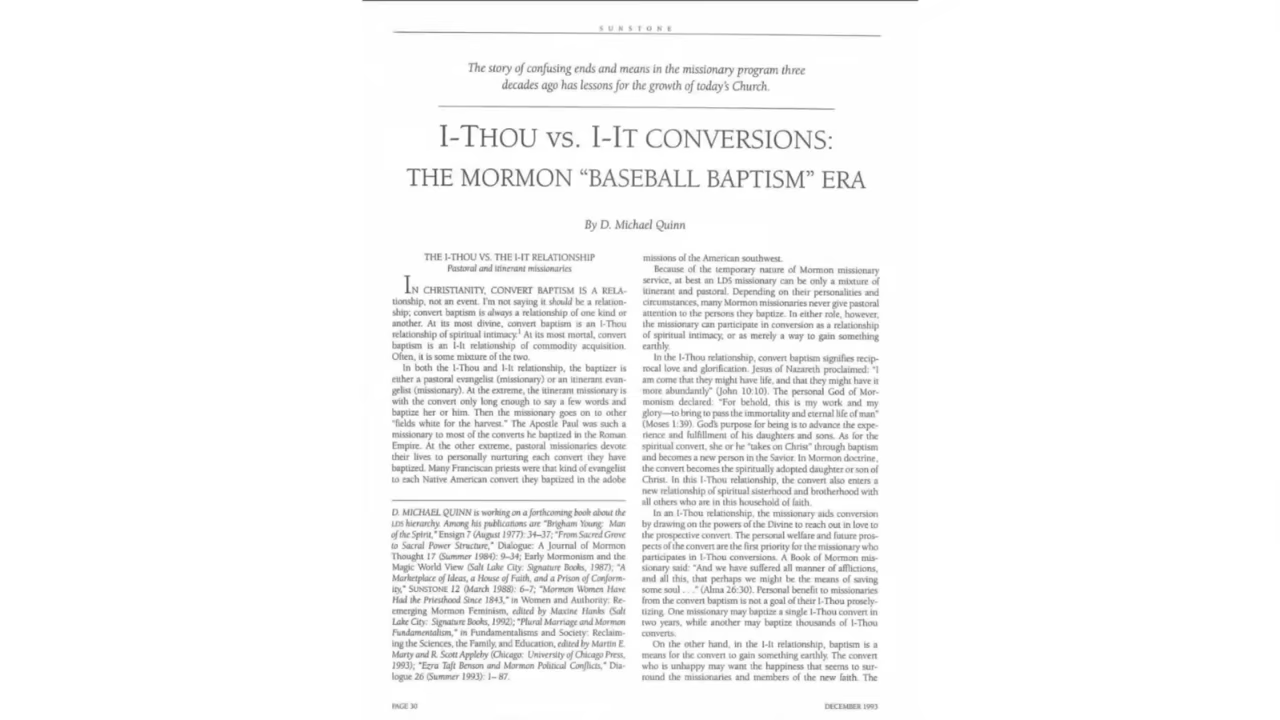 SUNSTONE
The story of confusing ends and means in the missionary program three
decades ago has lessons for the growth of today's Church.
I-THOU VS. I-IT CONVERSIONS:
THE MORMON “BASEBALL BAPTISM” ERA
By D. Michael Quinn
THE I-THOU VS. THE I-IT RELATIONSHIP
Pastoral and itinerant missionaries
IN CHRISTIANITY, CONVERT BAPTISM IS A RELA-
tionship, not an event. I'm not saying it should be a relation-
ship; convert baptism is always a relationship of one kind or
another. At its most divine, convert baptism is an I-Thou
relationship of spiritual intimacy.1 At its most mortal, convert
baptism is an I-It relationship of commodity acquisition.
Often, it is some mixture of the two.
In both the I-Thou and I-It relationship, the baptizer is
either a pastoral evangelist (missionary) or an itinerant evan-
gelist (missionary). At the extreme, the itinerant missionary is
with the convert only long enough to say a few words and
baptize her or him. Then the missionary goes on to other
“fields white for the harvest.” The Apostle Paul was such a
missionary to most of the converts he baptized in the Roman
Empire. At the other extreme, pastoral missionaries devote
their lives to personally nurturing each convert they have
baptized. Many Franciscan priests were that kind of evangelist
to each Native American convert they baptized in the adobe
D. MICHAEL QUINN is working on a forthcoming book about the
LDS hierarchy. Among his publications are “Brigham Young: Man
of the Spirit,” Ensign 7 (August 1977): 34–37; “From Sacred Grove
to Sacral Power Structure,” Dialogue: A Journal of Mormon
Thought 17 (Summer 1984): 9–34; Early Mormonism and the
Magic World View (Salt Lake City: Signature Books, 1987); “A
Marketplace of Ideas, a House of Faith, and a Prison of Conform-
ity,” SUNSTONE 12 (March 1988): 6–7; “Mormon Women Have
Had the Priesthood Since 1843,” in Women and Authority: Re-
emerging Mormon Feminism, edited by Maxine Hanks (Salt
Lake City: Signature Books, 1992); “Plural Marriage and Mormon
Fundamentalism,” in Fundamentalisms and Society: Reclaim-
ing the Sciences, the Family, and Education, edited by Martin E.
Marty and R. Scott Appleby (Chicago: University of Chicago Press,
1993); “Ezra Taft Benson and Mormon Political Conflicts,” Dia-
logue 26 (Summer 1993): 1–87.
missions of the American southwest.
Because of the temporary nature of Mormon missionary
service, at best an LDS missionary can be only a mixture of
itinerant and pastoral. Depending on their personalities and
circumstances, many Mormon missionaries never give pastoral
attention to the persons they baptize. In either role, however,
the missionary can participate in conversion as a relationship
of spiritual intimacy, or as merely a way to gain something
earthly.
In the I-Thou relationship, convert baptism signifies recip-
rocal love and glorification. Jesus of Nazareth proclaimed: “I
am come that they might have life, and that they might have it
more abundantly” (John 10:10). The personal God of Mor-
monism declared: “For behold, this is my work and my
glory—to bring to pass the immortality and eternal life of man”
(Moses 1:39). God's purpose for being is to advance the expe-
rience and fulfillment of his daughters and sons. As for the
spiritual convert, she or he “takes on Christ” through baptism
and becomes a new person in the Savior. In Mormon doctrine,
the convert becomes the spiritually adopted daughter or son of
Christ. In this I-Thou relationship, the convert also enters a
new relationship of spiritual sisterhood and brotherhood with
all others who are in this household of faith.
In an I-Thou relationship, the missionary aids conversion
by drawing on the powers of the Divine to reach out in love to
the prospective convert. The personal welfare and future pros-
pects of the convert are the first priority for the missionary who
participates in I-Thou conversions. A Book of Mormon mis-
sionary said: “And we have suffered all manner of afflictions,
and all this, that perhaps we might be the means of saving
some soul . . .” (Alma 26:30). Personal benefit to missionaries
from the convert baptism is not a goal of their I-Thou prosely-
tizing. One missionary may baptize a single I-Thou convert in
two years, while another may baptize thousands of I-Thou
converts.
On the other hand, in the I-It relationship, baptism is a
means for the convert to gain something earthly. The convert
who is unhappy may want the happiness that seems to sur-
round the missionaries and members of the new faith. The
PAGE 30
DECEMBER 1993